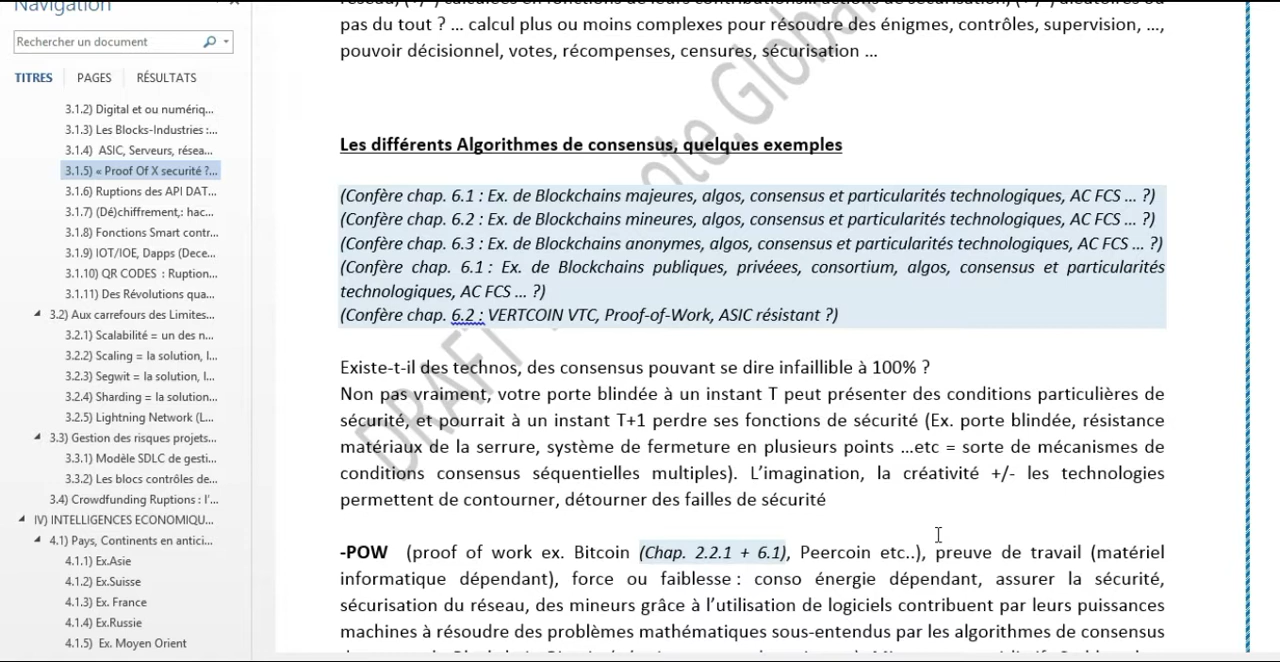 Navigation
Rechercher un document
TITRES PAGES RÉSULTATS
3.1.2) Digital et ou numériq...
3.1.3) Les Blocks-Industries :...
3.1.4) ASIC, Serveurs, résea...
3.1.5) « Proof Of X securité ?...
3.1.6) Ruptions des API DAT...
3.1.7) (Dé)chiffrement,: hac...
3.1.8) Fonctions Smart contr...
3.1.9) IOT/IOE, Dapps (Dece...
3.1.10) QR CODES : Ruption...
3.1.11) Des Révolutions qua...
3.2) Aux carrefours des Limites...
3.2.1) Scalabilité = un des n...
3.2.2) Scaling = la solution, l...
3.2.3) Segwit = la solution, l...
3.2.4) Sharding = la solution...
3.2.5) Lightning Network (L...
3.3) Gestion des risques projets...
3.3.1) Modèle SDLC de gesti...
3.3.2) Les blocs contrôles de...
3.4) Crowdfunding Ruptions : l'...
IV) INTELLIGENCES ECONOMIQU...
4.1) Pays, Continents en antici...
4.1.1) Ex.Asie
4.1.2) Ex.Suisse
4.1.3) Ex. France
4.1.4) Ex.Russie
4.1.5) Ex. Moyen Orient
pas du tout ? ... calcul plus ou moins complexes pour résoudre des énigmes, contrôles, supervision, ...,
pouvoir décisionnel, votes, récompenses, censures, sécurisation ...
Les différents Algorithmes de consensus, quelques exemples
(Confère chap. 6.1 : Ex. de Blockchains majeures, algos, consensus et particularités technologiques, AC FCS ... ?)
(Confère chap. 6.2 : Ex. de Blockchains mineures, algos, consensus et particularités technologiques, AC FCS ... ?)
(Confère chap. 6.3 : Ex. de Blockchains anonymes, algos, consensus et particularités technologiques, AC FCS ... ?)
(Confère chap. 6.1 : Ex. de Blockchains publiques, privéees, consortium, algos, consensus et particularités
technologiques, AC FCS ... ?)
(Confère chap. 6.2 : VERTCOIN VTC, Proof-of-Work, ASIC résistant ?)
Existe-t-il des technos, des consensus pouvant se dire infaillible à 100% ?
Non pas vraiment, votre porte blindée à un instant T peut présenter des conditions particulières de
sécurité, et pourrait à un instant T+1 perdre ses fonctions de sécurité (Ex. porte blindée, résistance
matériaux de la serrure, système de fermeture en plusieurs points ...etc = sorte de mécanismes de
conditions consensus séquentielles multiples). L'imagination, la créativité +/- les technologies
permettent de contourner, détourner des failles de sécurité
-POW (proof of work ex. Bitcoin (Chap. 2.2.1 + 6.1), Peercoin etc..), preuve de travail (matériel
informatique dépendant), force ou faiblesse : conso énergie dépendant, assurer la sécurité,
sécurisation du réseau, des mineurs grâce à l'utilisation de logiciels contribuent par leurs puissances
machines à résoudre des problèmes mathématiques sous-entendus par les algorithmes de consensus
DRAFT